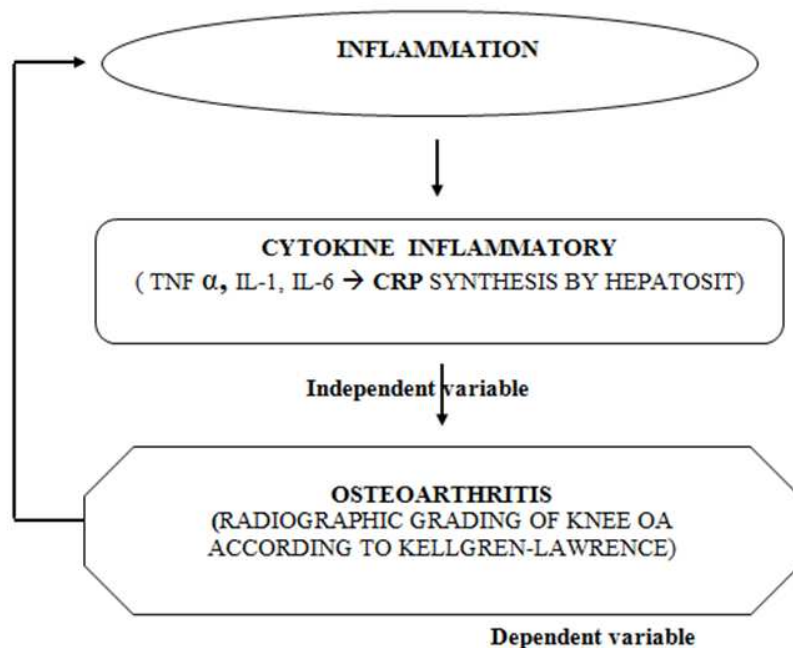 INFLAMMATION
CYTOKINE INFLAMMATORY
( TNF α, IL-1, IL-6 → CRP SYNTHESIS BY HEPATOSIT)
Independent variable
OSTEOARTHRITIS
(RADIOGRAPHIC GRADING OF KNEE OA
ACCORDING TO KELLGREN-LAWRENCE)
Dependent variable